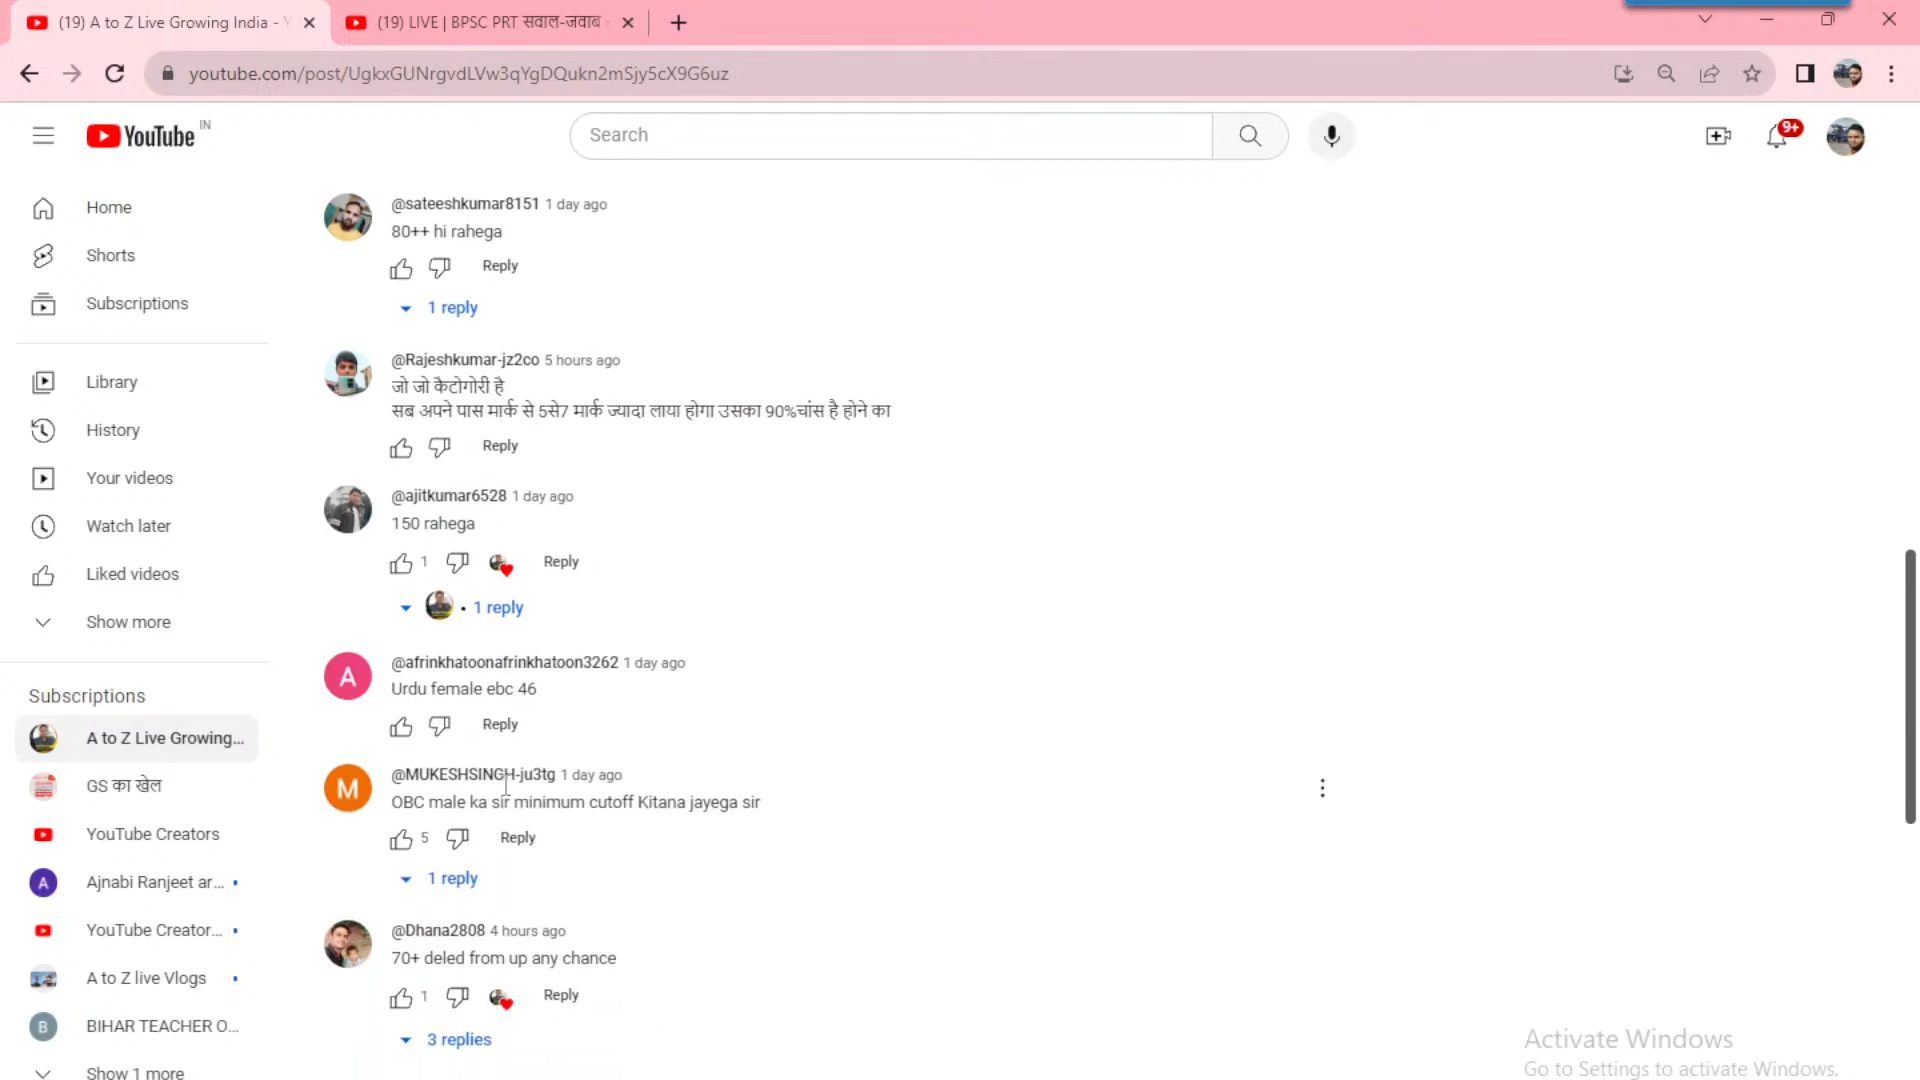 (19) A to Z Live Growing India - Y
(19) LIVE | BPSC PRT सवाल-जवाब
youtube.com/post/UgkxGUNrgvdLVw3qYgDQukn2mSjy5cX9G6uz
YouTube IN
Search
9+
Home
Shorts
Subscriptions
Library
History
Your videos
Watch later
Liked videos
Show more
Subscriptions
A to Z Live Growing...
GS का खेल
YouTube Creators
A
Ajnabi Ranjeet ar...
YouTube Creator...
A to Z live Vlogs
B
BIHAR TEACHER O...
Show 1 more
@sateeshkumar8151 1 day ago
80++ hi rahega
Reply
1 reply
@Rajeshkumar-jz2co 5 hours ago
जो जो कैटोगोरी है
सब अपने पास मार्क से 5से7 मार्क ज्यादा लाया होगा उसका 90%चांस है होने का
Reply
@ajitkumar6528 1 day ago
150 rahega
1 Reply
1 reply
A
@afrinkhatoonafrinkhatoon3262 1 day ago
Urdu female ebc 46
Reply
M
@MUKESHSINGH-ju3tg 1 day ago
OBC male ka sir minimum cutoff Kitana jayega sir
5 Reply
1 reply
@Dhana2808 4 hours ago
70+ deled from up any chance
1 Reply
3 replies
Activate Windows
Go to Settings to activate Windows.